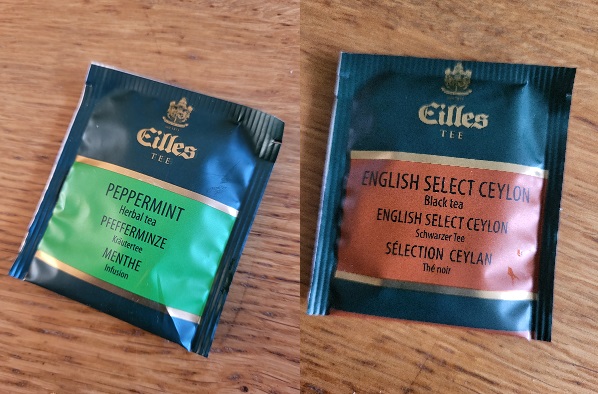 Eilles
TEE
PEPPERMINT
Herbal tea
PFEFFERMINZE
Kräutertee
MENTHE
Infusion
Eilles
TEE
ENGLISH SELECT CEYLON
Black tea
ENGLISH SELECT CEYLON
Schwarzer Tee
SÉLECTION CEYLAN
Thé noir